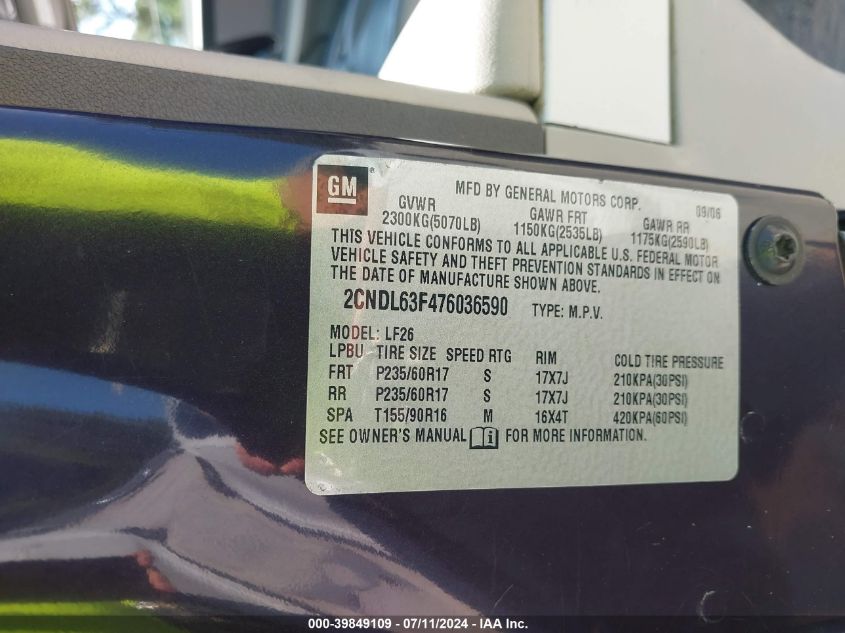 GM ®
MFD BY GENERAL MOTORS CORP.
09/06
GVWR GAWR FRT GAWR RR
2300KG(5070LB) 1150KG(2535LB) 1175KG(2590LB)
THIS VEHICLE CONFORMS TO ALL APPLICABLE U.S. FEDERAL MOTOR
VEHICLE SAFETY AND THEFT PREVENTION STANDARDS IN EFFECT ON
THE DATE OF MANUFACTURE SHOWN ABOVE.
2CNDL63F476036590 TYPE: M.P.V.
MODEL: LF26
LPBU TIRE SIZE SPEED RTG RIM COLD TIRE PRESSURE
FRT P235/60R17 S 17X7J 210KPA(30PSI)
RR P235/60R17 S 17X7J 210KPA(30PSI)
SPA T155/90R16 M 16X4T 420KPA(60PSI)
SEE OWNER'S MANUAL i FOR MORE INFORMATION.
000-39849109 - 07/11/2024 - IAA Inc.